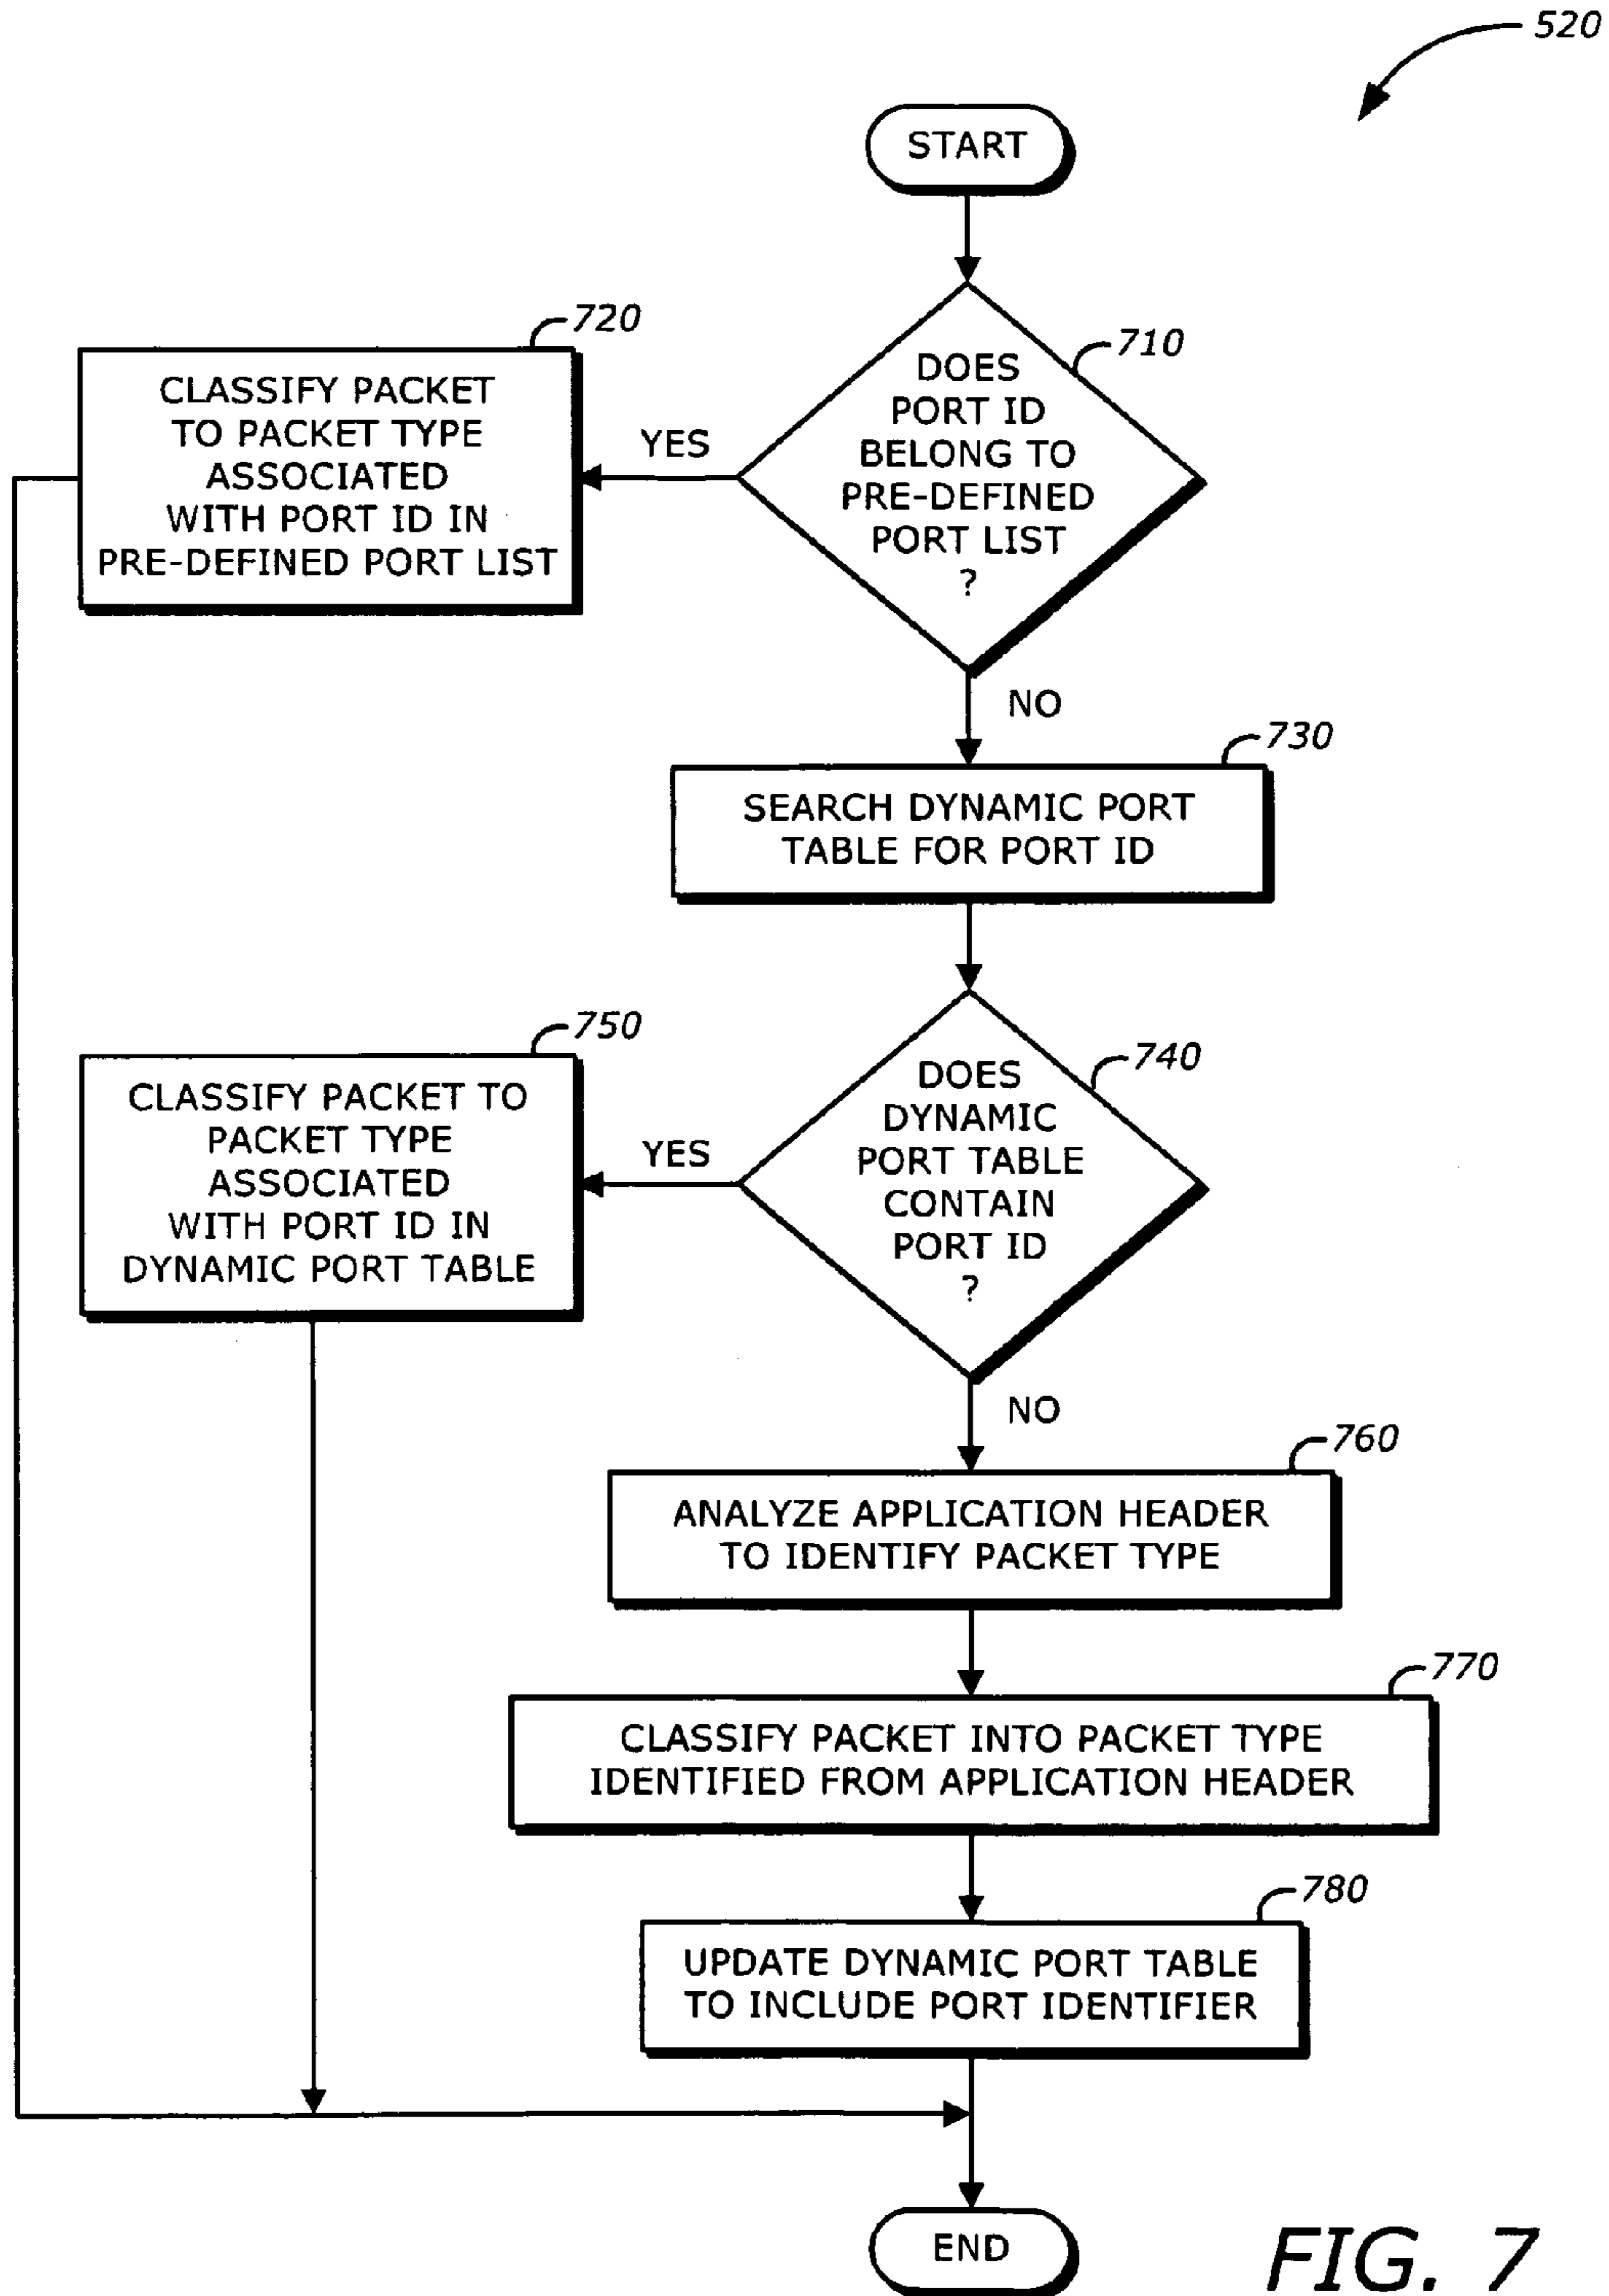 520
START
710
DOES
PORT ID
BELONG TO
PRE-DEFINED
PORT LIST
?
YES
720
CLASSIFY PACKET
TO PACKET TYPE
ASSOCIATED
WITH PORT ID IN
PRE-DEFINED PORT LIST
NO
730
SEARCH DYNAMIC PORT
TABLE FOR PORT ID
740
DOES
DYNAMIC
PORT TABLE
CONTAIN
PORT ID
?
YES
750
CLASSIFY PACKET TO
PACKET TYPE
ASSOCIATED
WITH PORT ID IN
DYNAMIC PORT TABLE
NO
760
ANALYZE APPLICATION HEADER
TO IDENTIFY PACKET TYPE
770
CLASSIFY PACKET INTO PACKET TYPE
IDENTIFIED FROM APPLICATION HEADER
780
UPDATE DYNAMIC PORT TABLE
TO INCLUDE PORT IDENTIFIER
END
FIG. 7